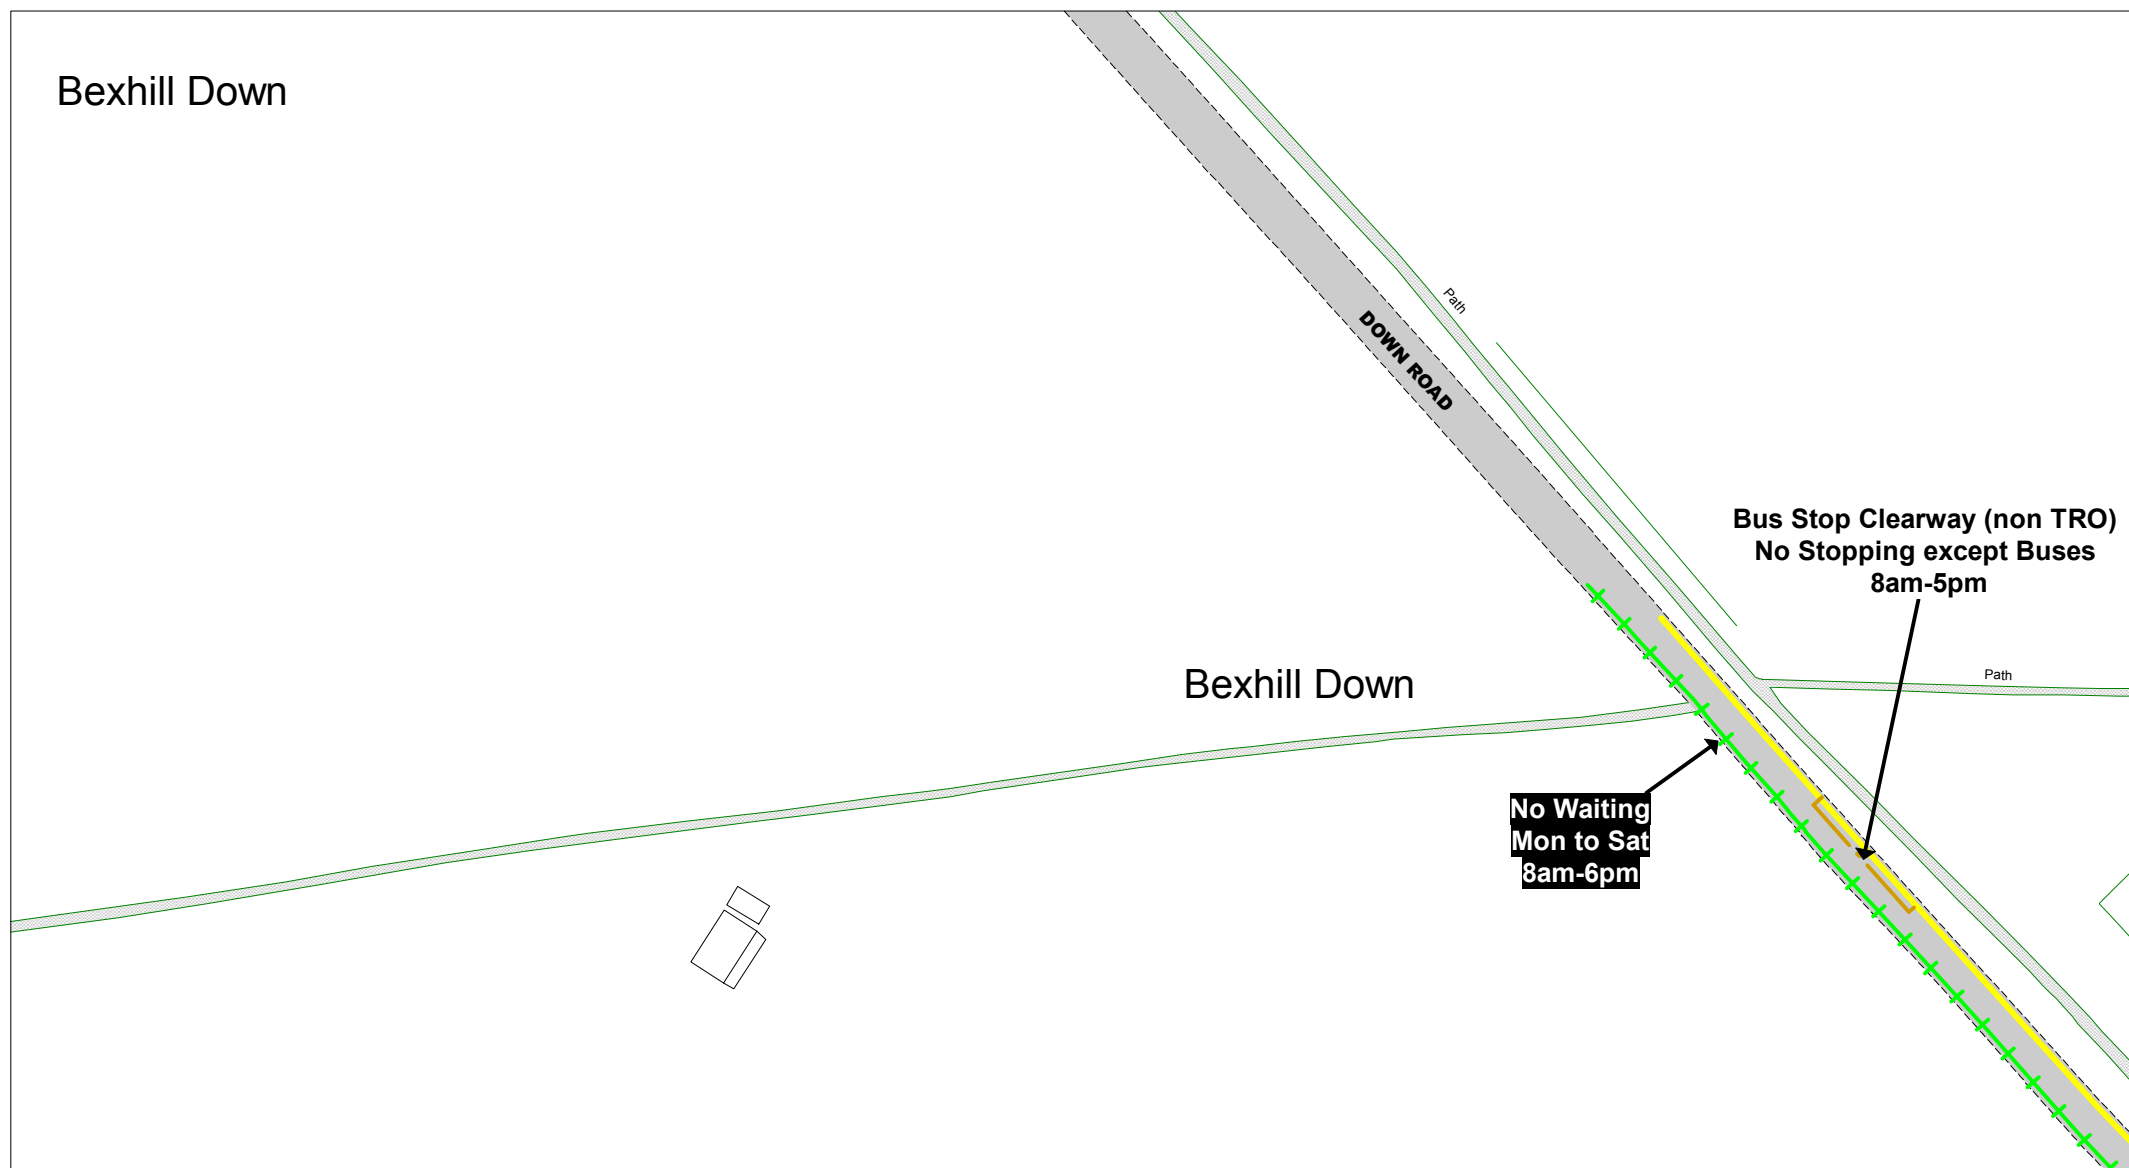 Bexhill Down
Path
DOWN ROAD
Bus Stop Clearway (non TRO)
No Stopping except Buses
8am-5pm
Bexhill Down
Path
No Waiting
Mon to Sat
8am-6pm